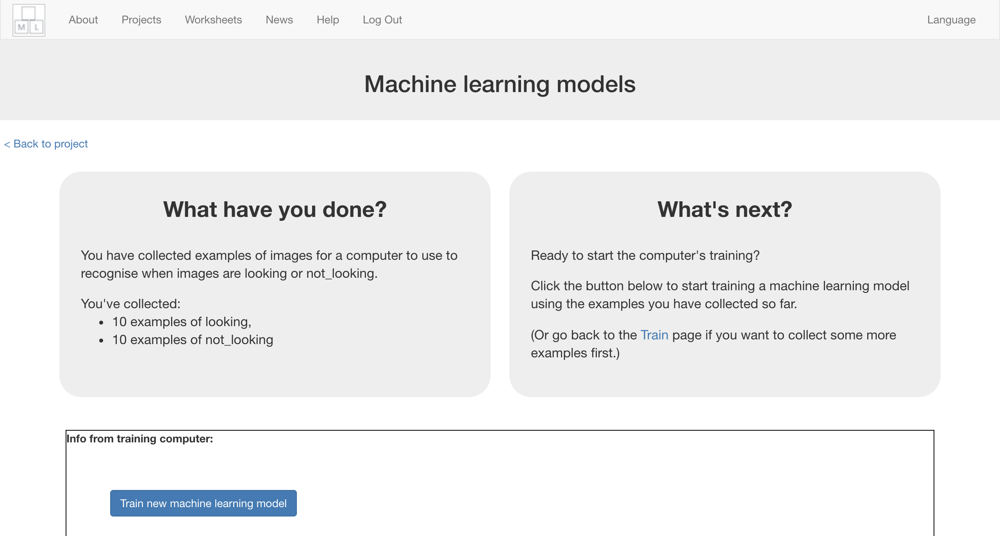 M L
About Projects Worksheets News Help Log Out Language
Machine learning models
< Back to project
What have you done?
You have collected examples of images for a computer to use to
recognise when images are looking or not_looking.
You've collected:
• 10 examples of looking,
• 10 examples of not_looking
What's next?
Ready to start the computer's training?
Click the button below to start training a machine learning model
using the examples you have collected so far.
(Or go back to the Train page if you want to collect some more
examples first.)
Info from training computer:
Train new machine learning model